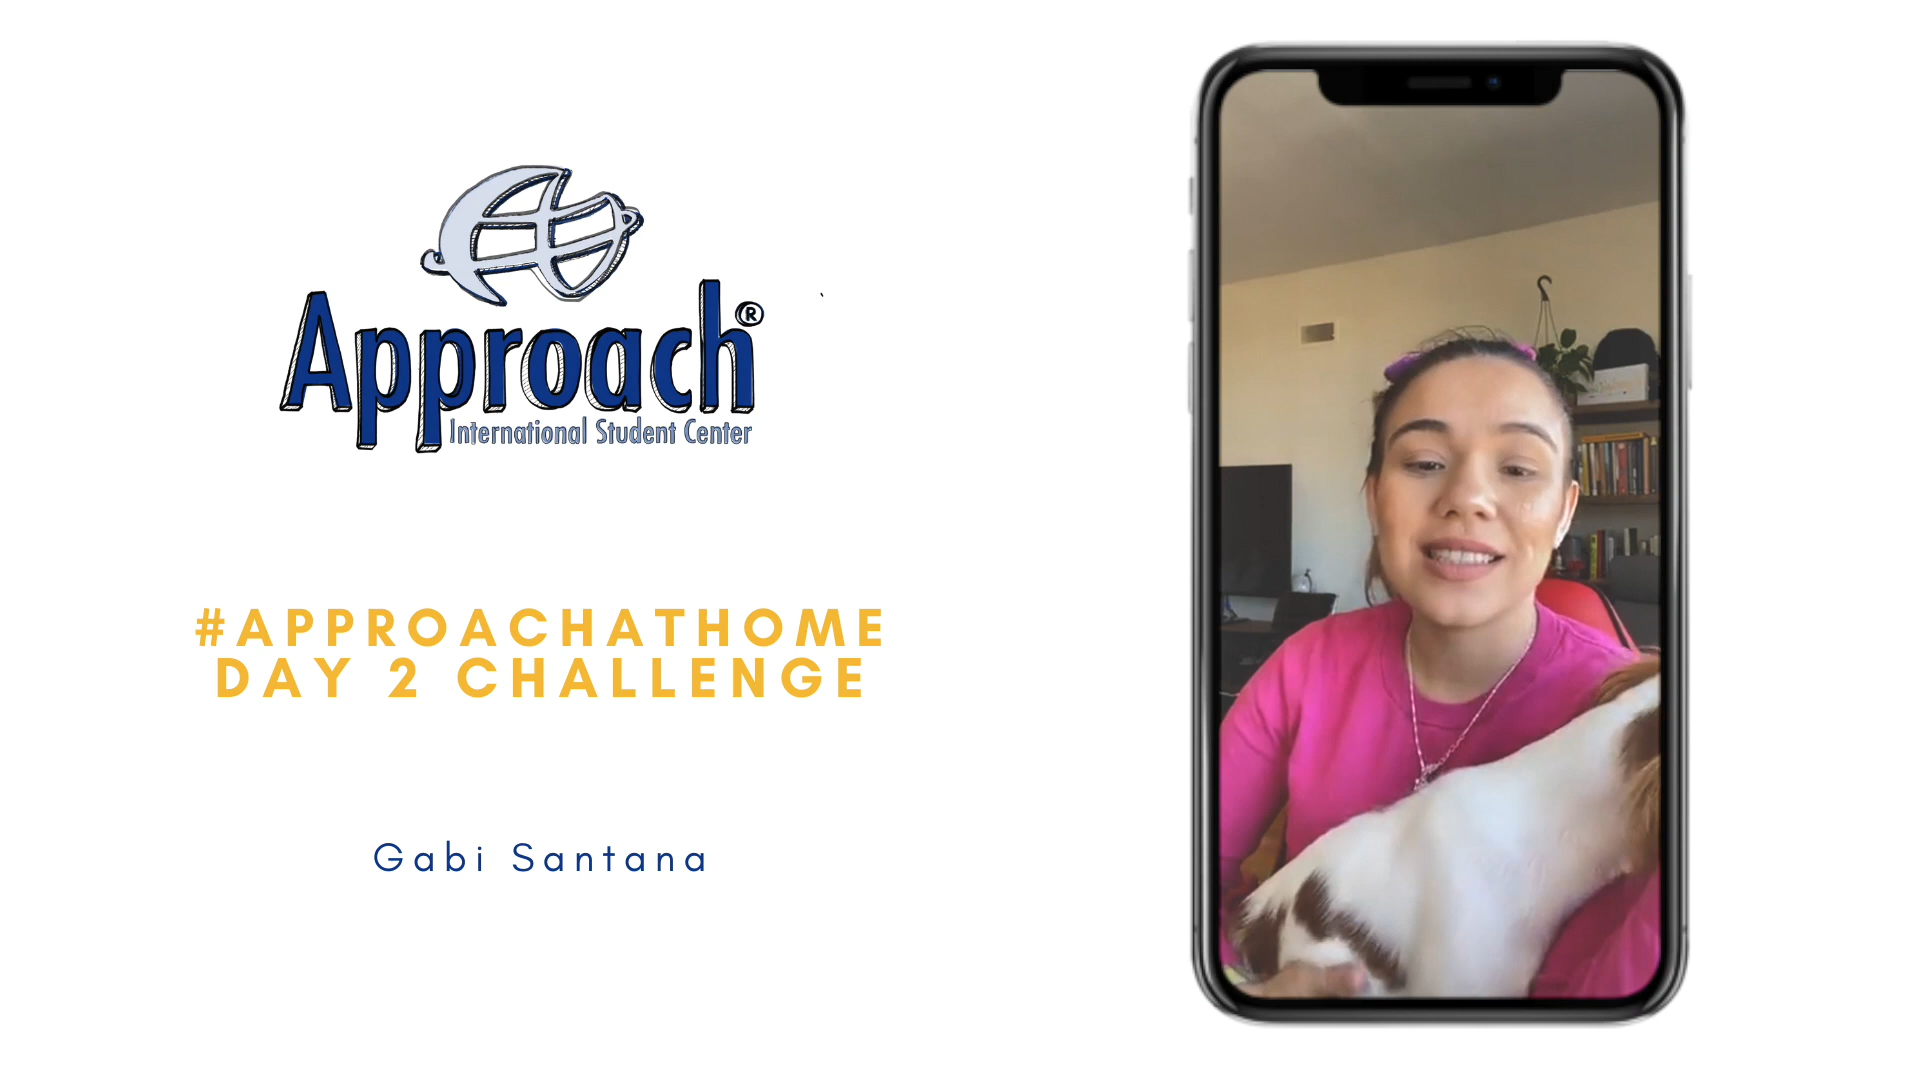 Approach®
International Student Center
#APPROACHATHOME
DAY 2 CHALLENGE
Gabi Santana